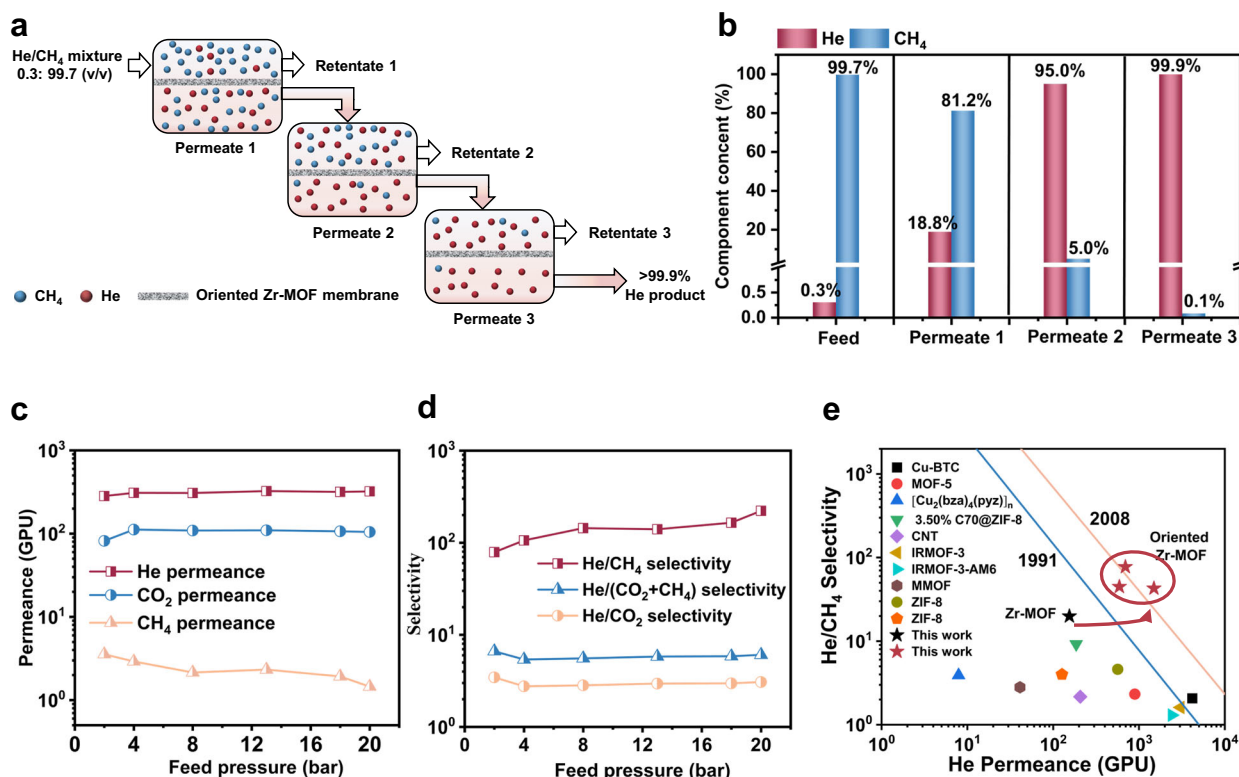 a
He/CH₄ mixture
0.3: 99.7 (v/v)
Retentate 1
Permeate 1
Retentate 2
Permeate 2
Retentate 3
>99.9%
He product
Permeate 3
CH₄ He Oriented Zr-MOF membrane
b
He CH₄
Component concent (%)
100
80
60
40
20
0.5
0.0
0.3%
99.7%
18.8%
81.2%
95.0%
5.0%
99.9%
0.1%
Feed Permeate 1 Permeate 2 Permeate 3
c
Permeance (GPU)
10³
10²
10¹
10⁰
He permeance
CO₂ permeance
CH₄ permeance
0 4 8 12 16 20
Feed pressure (bar)
d
Selectivity
10³
10²
10¹
10⁰
He/CH₄ selectivity
He/(CO₂+CH₄) selectivity
He/CO₂ selectivity
0 4 8 12 16 20
Feed pressure (bar)
e
He/CH₄ Selectivity
10³
10²
10¹
10⁰
Cu-BTC
MOF-5
[Cu₂(bza)₄(pyz)]ₙ
3.50% C70@ZIF-8
CNT
IRMOF-3
IRMOF-3-AM6
MMOF
ZIF-8
ZIF-8
This work
This work
2008
1991
Oriented
Zr-MOF
Zr-MOF
10⁰ 10¹ 10² 10³ 10⁴
He Permeance (GPU)